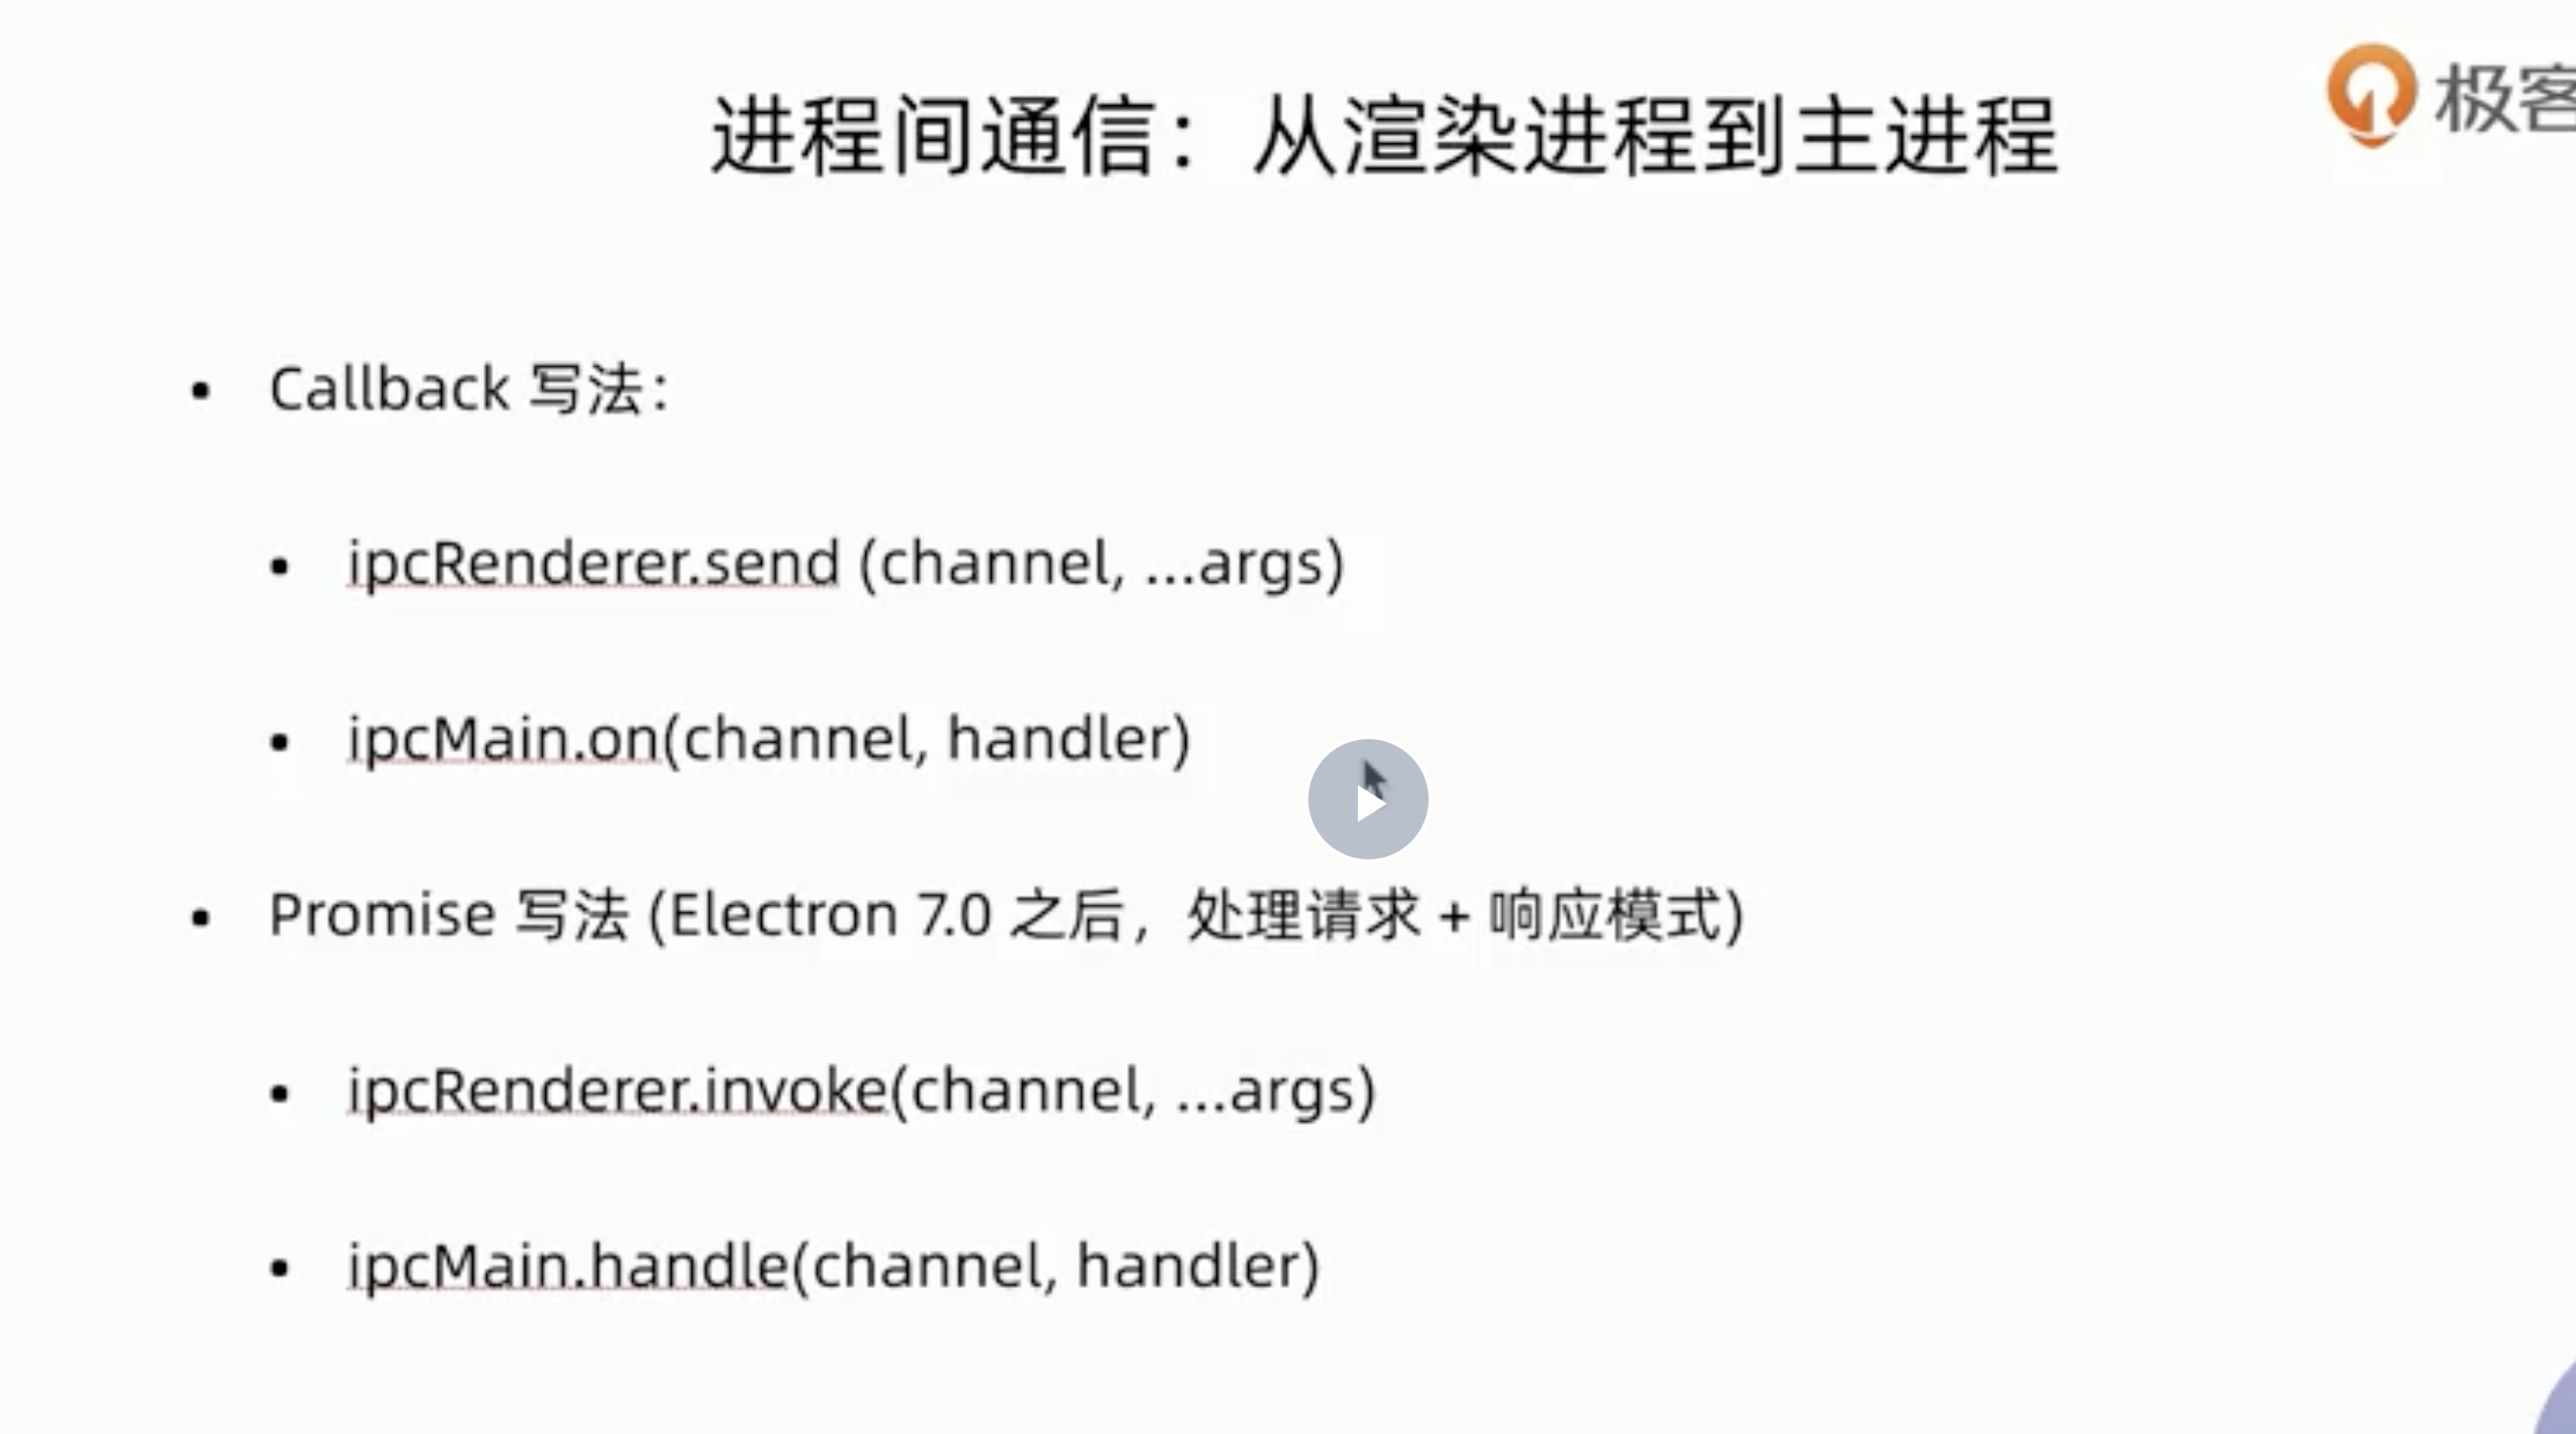 进程间通信：从渲染进程到主进程
极客
• Callback 写法：
• ipcRenderer.send (channel, ...args)
• ipcMain.on(channel, handler)
• Promise 写法 (Electron 7.0 之后，处理请求 + 响应模式)
• ipcRenderer.invoke(channel, ...args)
• ipcMain.handle(channel, handler)